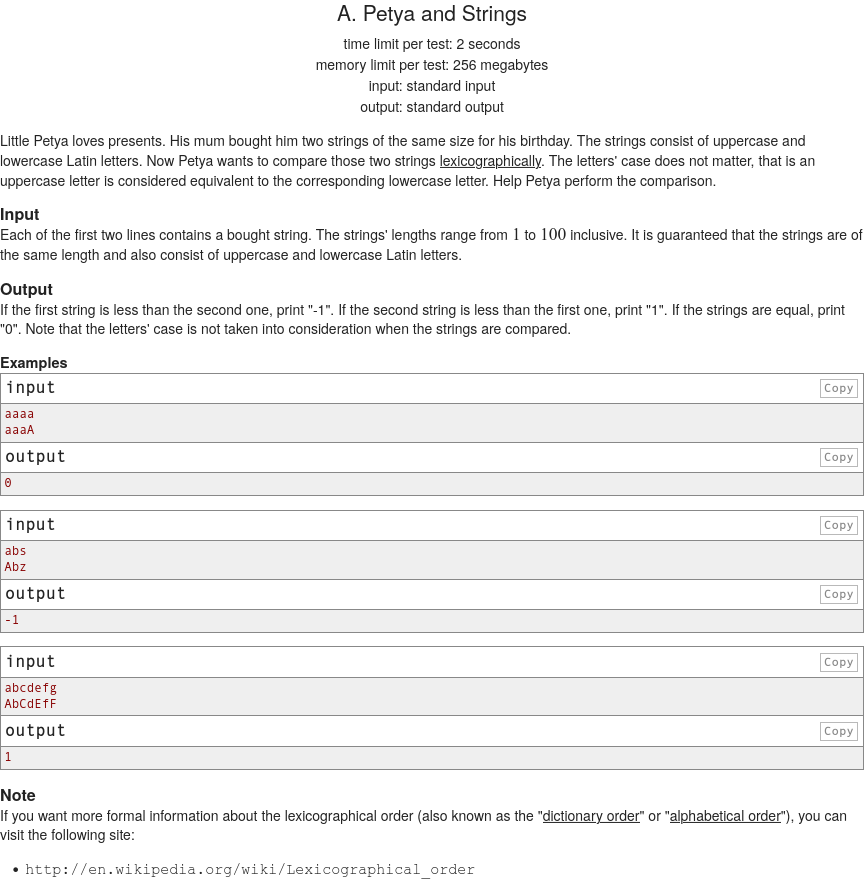 A. Petya and Strings
time limit per test: 2 seconds
memory limit per test: 256 megabytes
input: standard input
output: standard output
Little Petya loves presents. His mum bought him two strings of the same size for his birthday. The strings consist of uppercase and
lowercase Latin letters. Now Petya wants to compare those two strings lexicographically. The letters' case does not matter, that is an
uppercase letter is considered equivalent to the corresponding lowercase letter. Help Petya perform the comparison.
Input
Each of the first two lines contains a bought string. The strings' lengths range from 1 to 100 inclusive. It is guaranteed that the strings are of
the same length and also consist of uppercase and lowercase Latin letters.
Output
If the first string is less than the second one, print "-1". If the second string is less than the first one, print "1". If the strings are equal, print
"0". Note that the letters' case is not taken into consideration when the strings are compared.
Examples
input Copy
aaaa
aaaA
output Copy
0
input Copy
abs
Abz
output Copy
-1
input Copy
abcdefg
AbCdEfF
output Copy
1
Note
If you want more formal information about the lexicographical order (also known as the "dictionary order" or "alphabetical order"), you can
visit the following site:
• http://en.wikipedia.org/wiki/Lexicographical_order